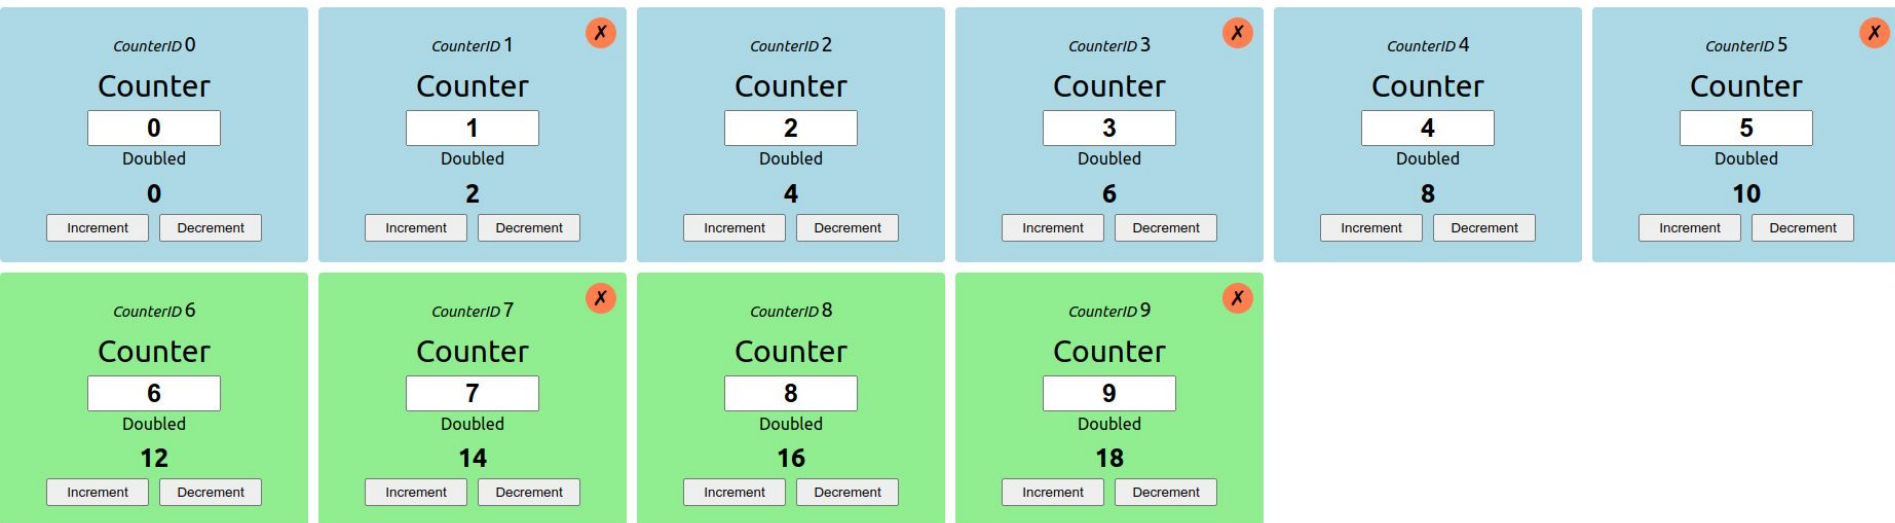 CounterID 0
Counter
0
Doubled
0
Increment Decrement
✗
CounterID 1
Counter
1
Doubled
2
Increment Decrement
CounterID 2
Counter
2
Doubled
4
Increment Decrement
✗
CounterID 3
Counter
3
Doubled
6
Increment Decrement
CounterID 4
Counter
4
Doubled
8
Increment Decrement
✗
CounterID 5
Counter
5
Doubled
10
Increment Decrement
CounterID 6
Counter
6
Doubled
12
Increment Decrement
✗
CounterID 7
Counter
7
Doubled
14
Increment Decrement
CounterID 8
Counter
8
Doubled
16
Increment Decrement
✗
CounterID 9
Counter
9
Doubled
18
Increment Decrement